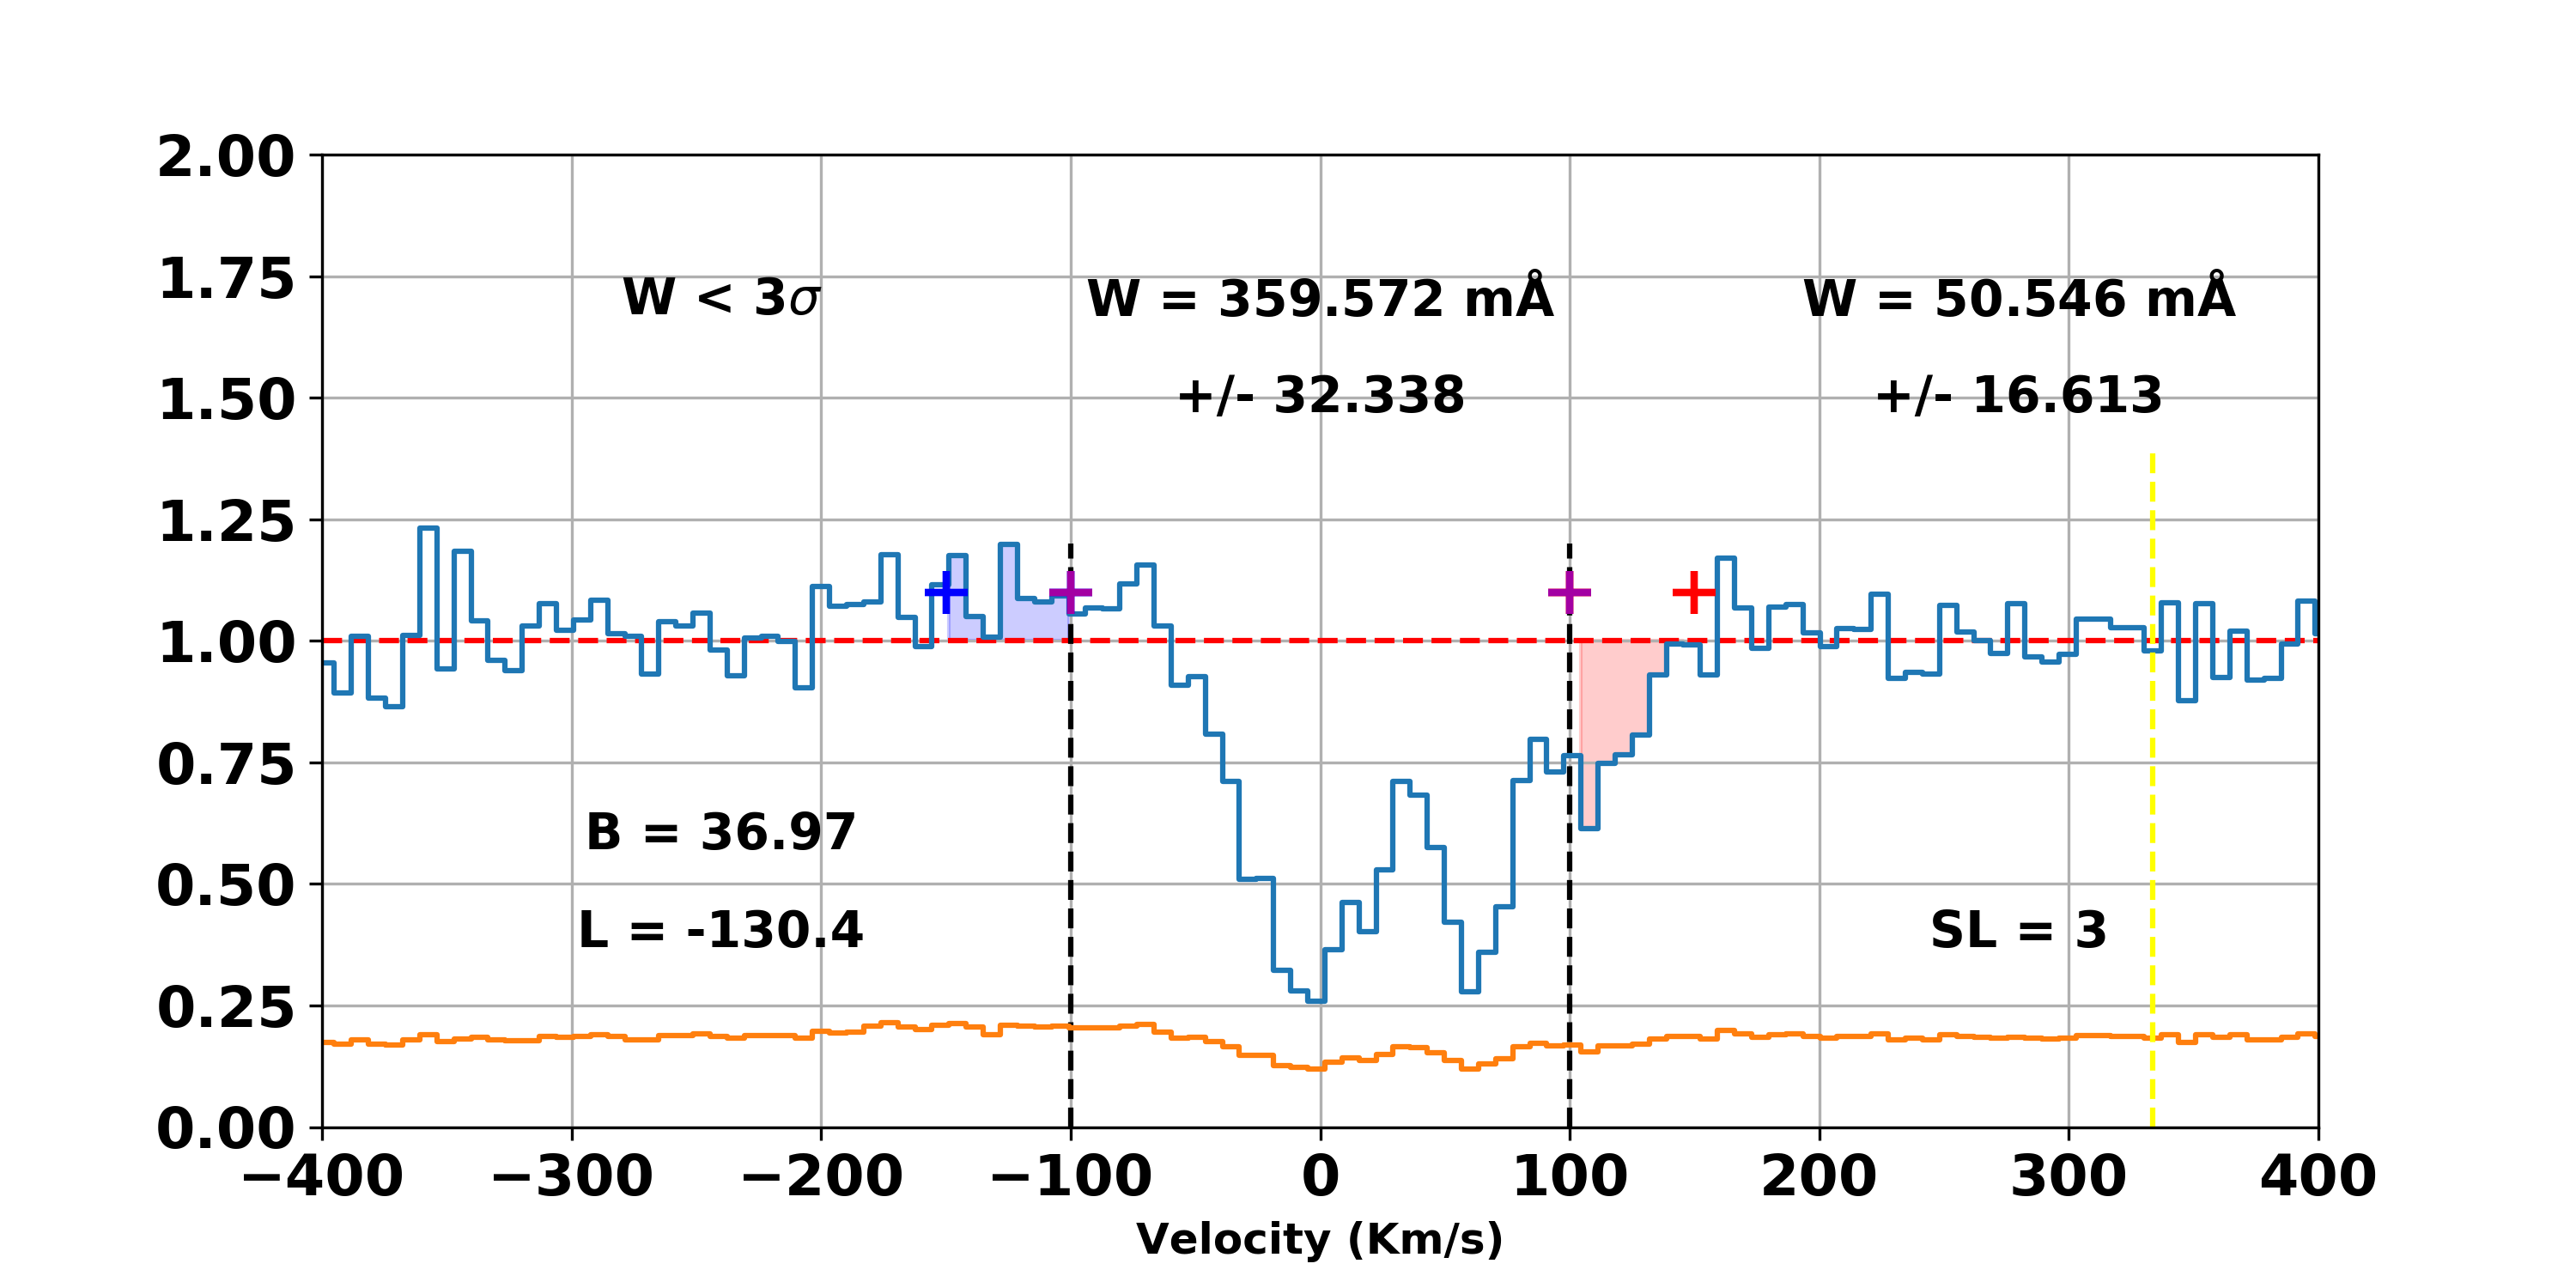 2.00
1.75
1.50
1.25
1.00
0.75
0.50
0.25
0.00
W < 3σ
W = 359.572 mÅ
+/- 32.338
W = 50.546 mÅ
+/- 16.613
B = 36.97
L = -130.4
SL = 3
−400 −300 −200 −100 0 100 200 300 400
Velocity (Km/s)